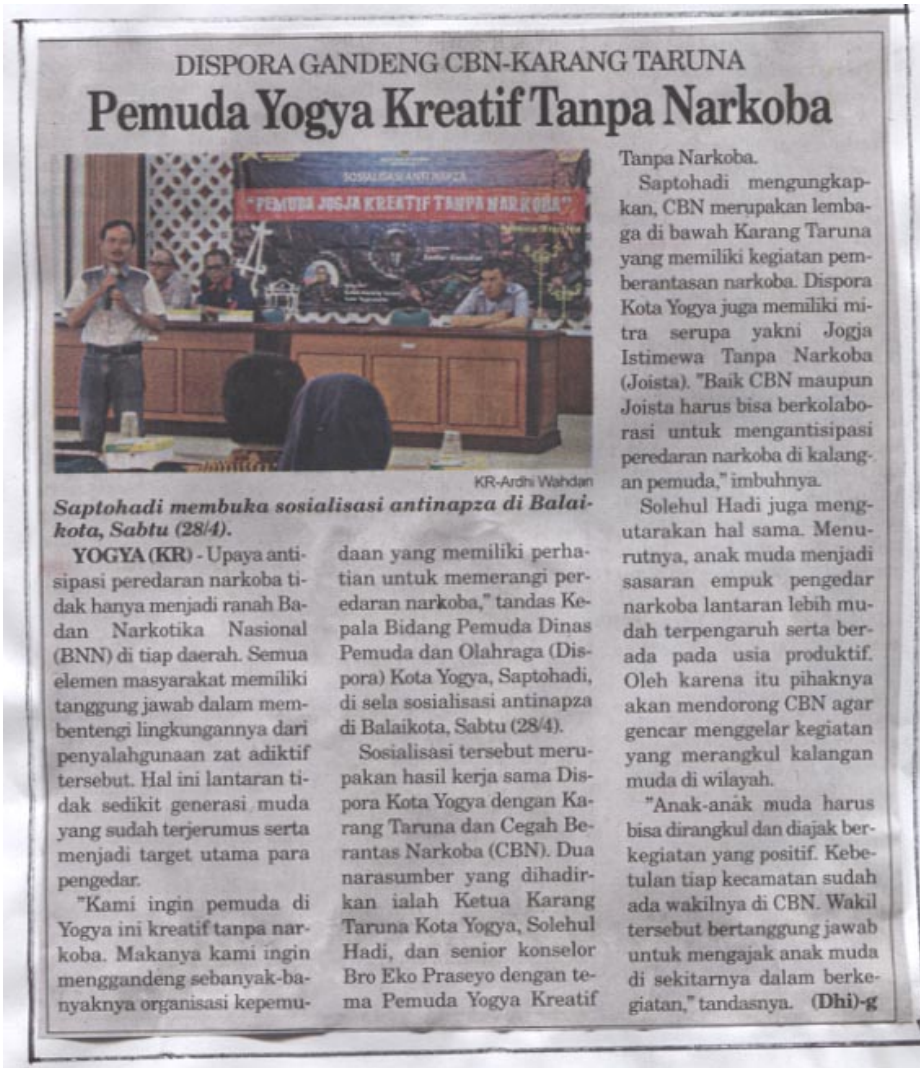 DISPORA GANDENG CBN-KARANG TARUNA
Pemuda Yogya Kreatif Tanpa Narkoba
SOSIALISASI ANTI NAPZA
"PEMUDA JOGJA KREATIF TANPA NARKOBA"
KR-Ardhi Wahdan
Saptohadi membuka sosialisasi antinapza di Balai-
kota, Sabtu (28/4).
YOGYA (KR) - Upaya anti-
sipasi peredaran narkoba ti-
dak hanya menjadi ranah Ba-
dan Narkotika Nasional
(BNN) di tiap daerah. Semua
elemen masyarakat memiliki
tanggung jawab dalam mem-
bentengi lingkungannya dari
penyalahgunaan zat adiktif
tersebut. Hal ini lantaran ti-
dak sedikit generasi muda
yang sudah terjerumus serta
menjadi target utama para
pengedar.
"Kami ingin pemuda di
Yogya ini kreatif tanpa nar-
koba. Makanya kami ingin
menggandeng sebanyak-ba-
nyaknya organisasi kepemu-
daan yang memiliki perha-
tian untuk memerangi per-
edaran narkoba," tandas Ke-
pala Bidang Pemuda Dinas
Pemuda dan Olahraga (Dis-
pora) Kota Yogya, Saptohadi,
di sela sosialisasi antinapza
di Balaikota, Sabtu (28/4).
Sosialisasi tersebut meru-
pakan hasil kerja sama Dis-
pora Kota Yogya dengan Ka-
rang Taruna dan Cegah Be-
rantas Narkoba (CBN). Dua
narasumber yang dihadir-
kan ialah Ketua Karang
Taruna Kota Yogya, Solehul
Hadi, dan senior konselor
Bro Eko Praseyo dengan te-
ma Pemuda Yogya Kreatif
Tanpa Narkoba.
Saptohadi mengungkap-
kan, CBN merupakan lemba-
ga di bawah Karang Taruna
yang memiliki kegiatan pem-
berantasan narkoba. Dispora
Kota Yogya juga memiliki mi-
tra serupa yakni Jogja
Istimewa Tanpa Narkoba
(Joista). "Baik CBN maupun
Joista harus bisa berkolabo-
rasi untuk mengantisipasi
peredaran narkoba di kalang-
an pemuda," imbuhnya.
Solehul Hadi juga meng-
utarakan hal sama. Menu-
rutnya, anak muda menjadi
sasaran empuk pengedar
narkoba lantaran lebih mu-
dah terpengaruh serta ber-
ada pada usia produktif.
Oleh karena itu pihaknya
akan mendorong CBN agar
gencar menggelar kegiatan
yang merangkul kalangan
muda di wilayah.
"Anak-anak muda harus
bisa dirangkul dan diajak ber-
kegiatan yang positif. Kebe-
tulan tiap kecamatan sudah
ada wakilnya di CBN. Wakil
tersebut bertanggung jawab
untuk mengajak anak muda
di sekitarnya dalam berke-
giatan," tandasnya. (Dhi)-g